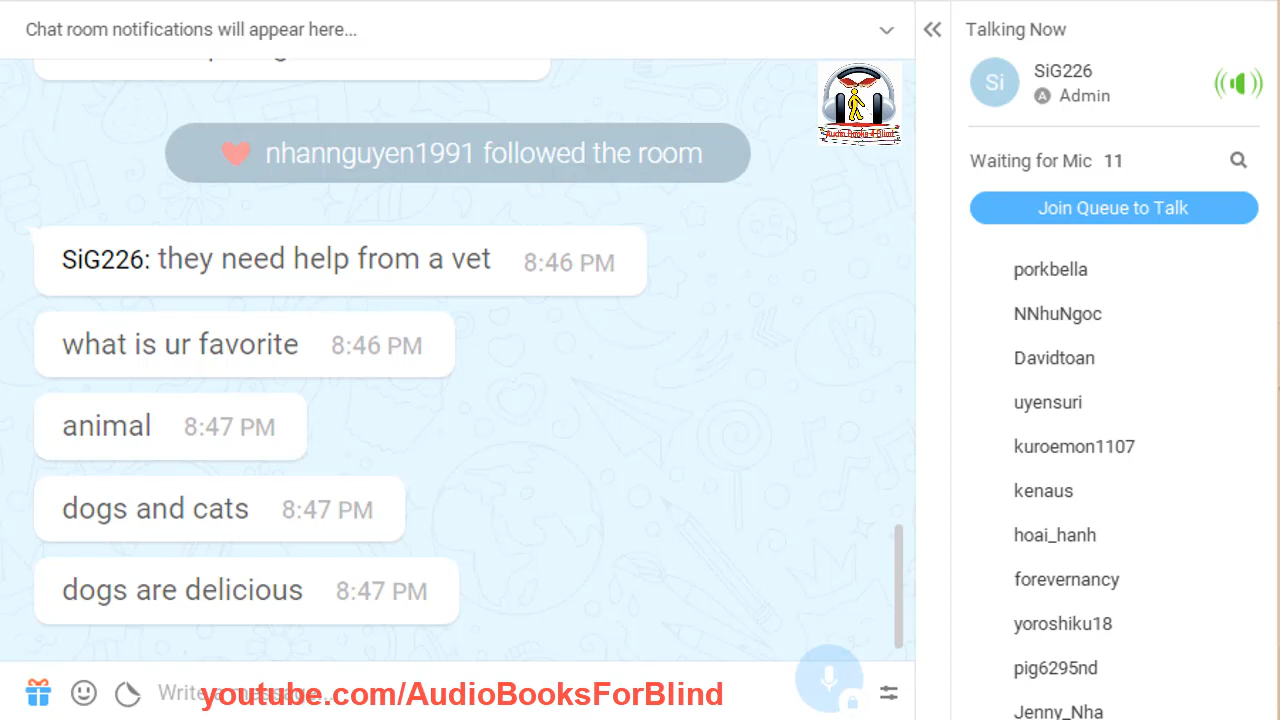 Chat room notifications will appear here...
nhannguyen1991 followed the room
SiG226: they need help from a vet 8:46 PM
what is ur favorite 8:46 PM
animal 8:47 PM
dogs and cats 8:47 PM
dogs are delicious 8:47 PM
youtube.com/AudioBooksForBlind
Talking Now
Si
SiG226
A Admin
Waiting for Mic 11
Join Queue to Talk
porkbella
NNhuNgoc
Davidtoan
uyensuri
kuroemon1107
kenaus
hoai_hanh
forevernancy
yoroshiku18
pig6295nd
Jenny_Nha